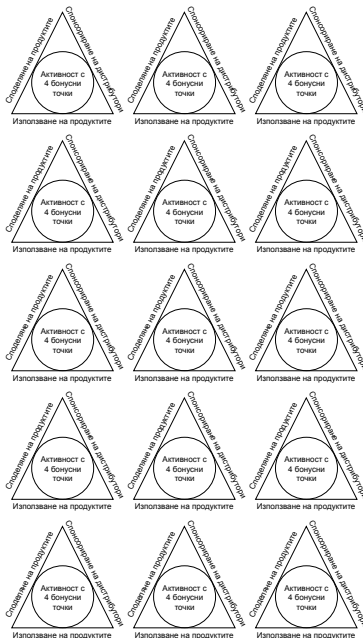 Споделяне на продуктите
Спонсориране на дистрибутори
Активност с
4 бонусни
точки
Използване на продуктите
Споделяне на продуктите
Спонсориране на дистрибутори
Активност с
4 бонусни
точки
Използване на продуктите
Споделяне на продуктите
Спонсориране на дистрибутори
Активност с
4 бонусни
точки
Използване на продуктите
Споделяне на продуктите
Спонсориране на дистрибутори
Активност с
4 бонусни
точки
Използване на продуктите
Споделяне на продуктите
Спонсориране на дистрибутори
Активност с
4 бонусни
точки
Използване на продуктите
Споделяне на продуктите
Спонсориране на дистрибутори
Активност с
4 бонусни
точки
Използване на продуктите
Споделяне на продуктите
Спонсориране на дистрибутори
Активност с
4 бонусни
точки
Използване на продуктите
Споделяне на продуктите
Спонсориране на дистрибутори
Активност с
4 бонусни
точки
Използване на продуктите
Споделяне на продуктите
Спонсориране на дистрибутори
Активност с
4 бонусни
точки
Използване на продуктите
Споделяне на продуктите
Спонсориране на дистрибутори
Активност с
4 бонусни
точки
Използване на продуктите
Споделяне на продуктите
Спонсориране на дистрибутори
Активност с
4 бонусни
точки
Използване на продуктите
Споделяне на продуктите
Спонсориране на дистрибутори
Активност с
4 бонусни
точки
Използване на продуктите
Споделяне на продуктите
Спонсориране на дистрибутори
Активност с
4 бонусни
точки
Използване на продуктите
Споделяне на продуктите
Спонсориране на дистрибутори
Активност с
4 бонусни
точки
Използване на продуктите
Споделяне на продуктите
Спонсориране на дистрибутори
Активност с
4 бонусни
точки
Използване на продуктите